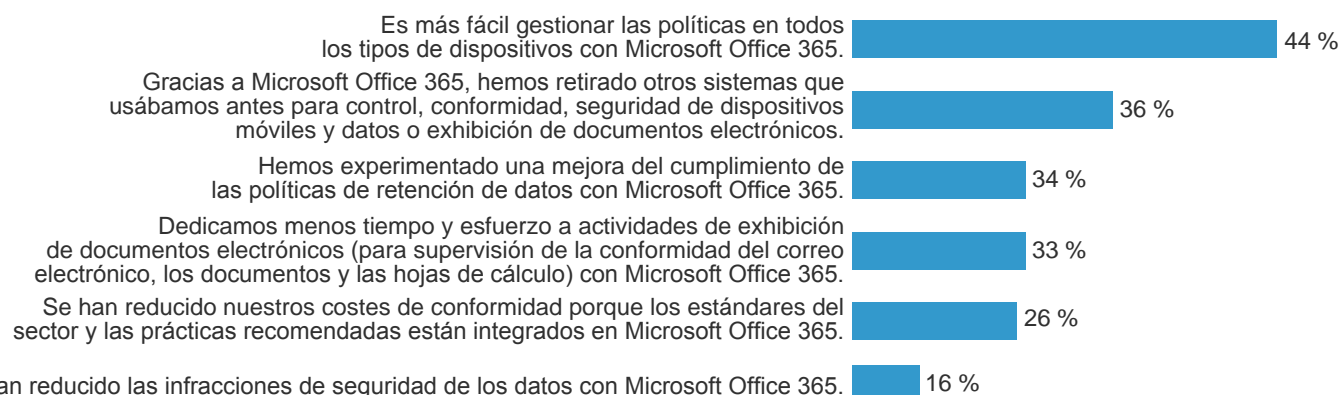 Es más fácil gestionar las políticas en todos
los tipos de dispositivos con Microsoft Office 365.
44 %
Gracias a Microsoft Office 365, hemos retirado otros sistemas que
usábamos antes para control, conformidad, seguridad de dispositivos
móviles y datos o exhibición de documentos electrónicos.
36 %
Hemos experimentado una mejora del cumplimiento de
las políticas de retención de datos con Microsoft Office 365.
34 %
Dedicamos menos tiempo y esfuerzo a actividades de exhibición
de documentos electrónicos (para supervisión de la conformidad del correo
electrónico, los documentos y las hojas de cálculo) con Microsoft Office 365.
33 %
Se han reducido nuestros costes de conformidad porque los estándares del
sector y las prácticas recomendadas están integrados en Microsoft Office 365.
26 %
an reducido las infracciones de seguridad de los datos con Microsoft Office 365.
16 %